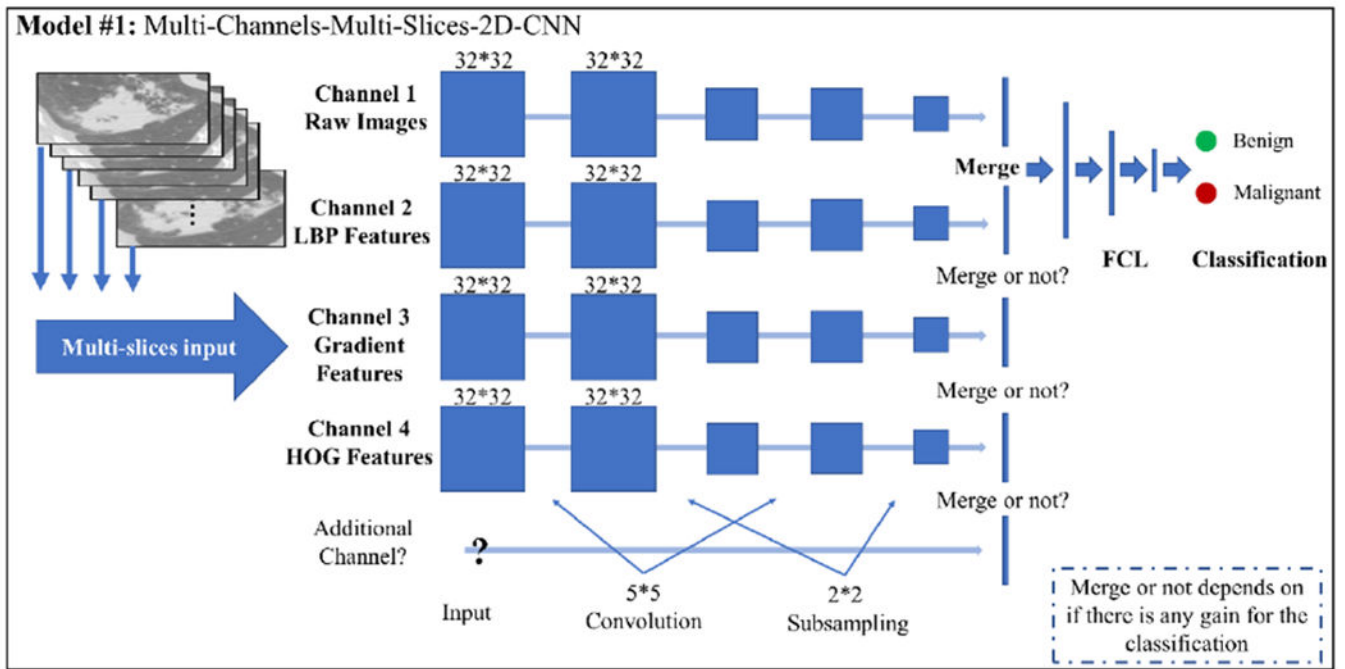 Model #1: Multi-Channels-Multi-Slices-2D-CNN
32*32
32*32
Channel 1
Raw Images
Channel 2
LBP Features
32*32
32*32
Channel 3
Gradient
Features
32*32
32*32
Channel 4
HOG Features
32*32
32*32
Additional
Channel?
?
Multi-slices input
Merge
Merge or not?
Merge or not?
Merge or not?
FCL
Benign
Malignant
Classification
Input
5*5
Convolution
2*2
Subsampling
Merge or not depends on
if there is any gain for the
classification